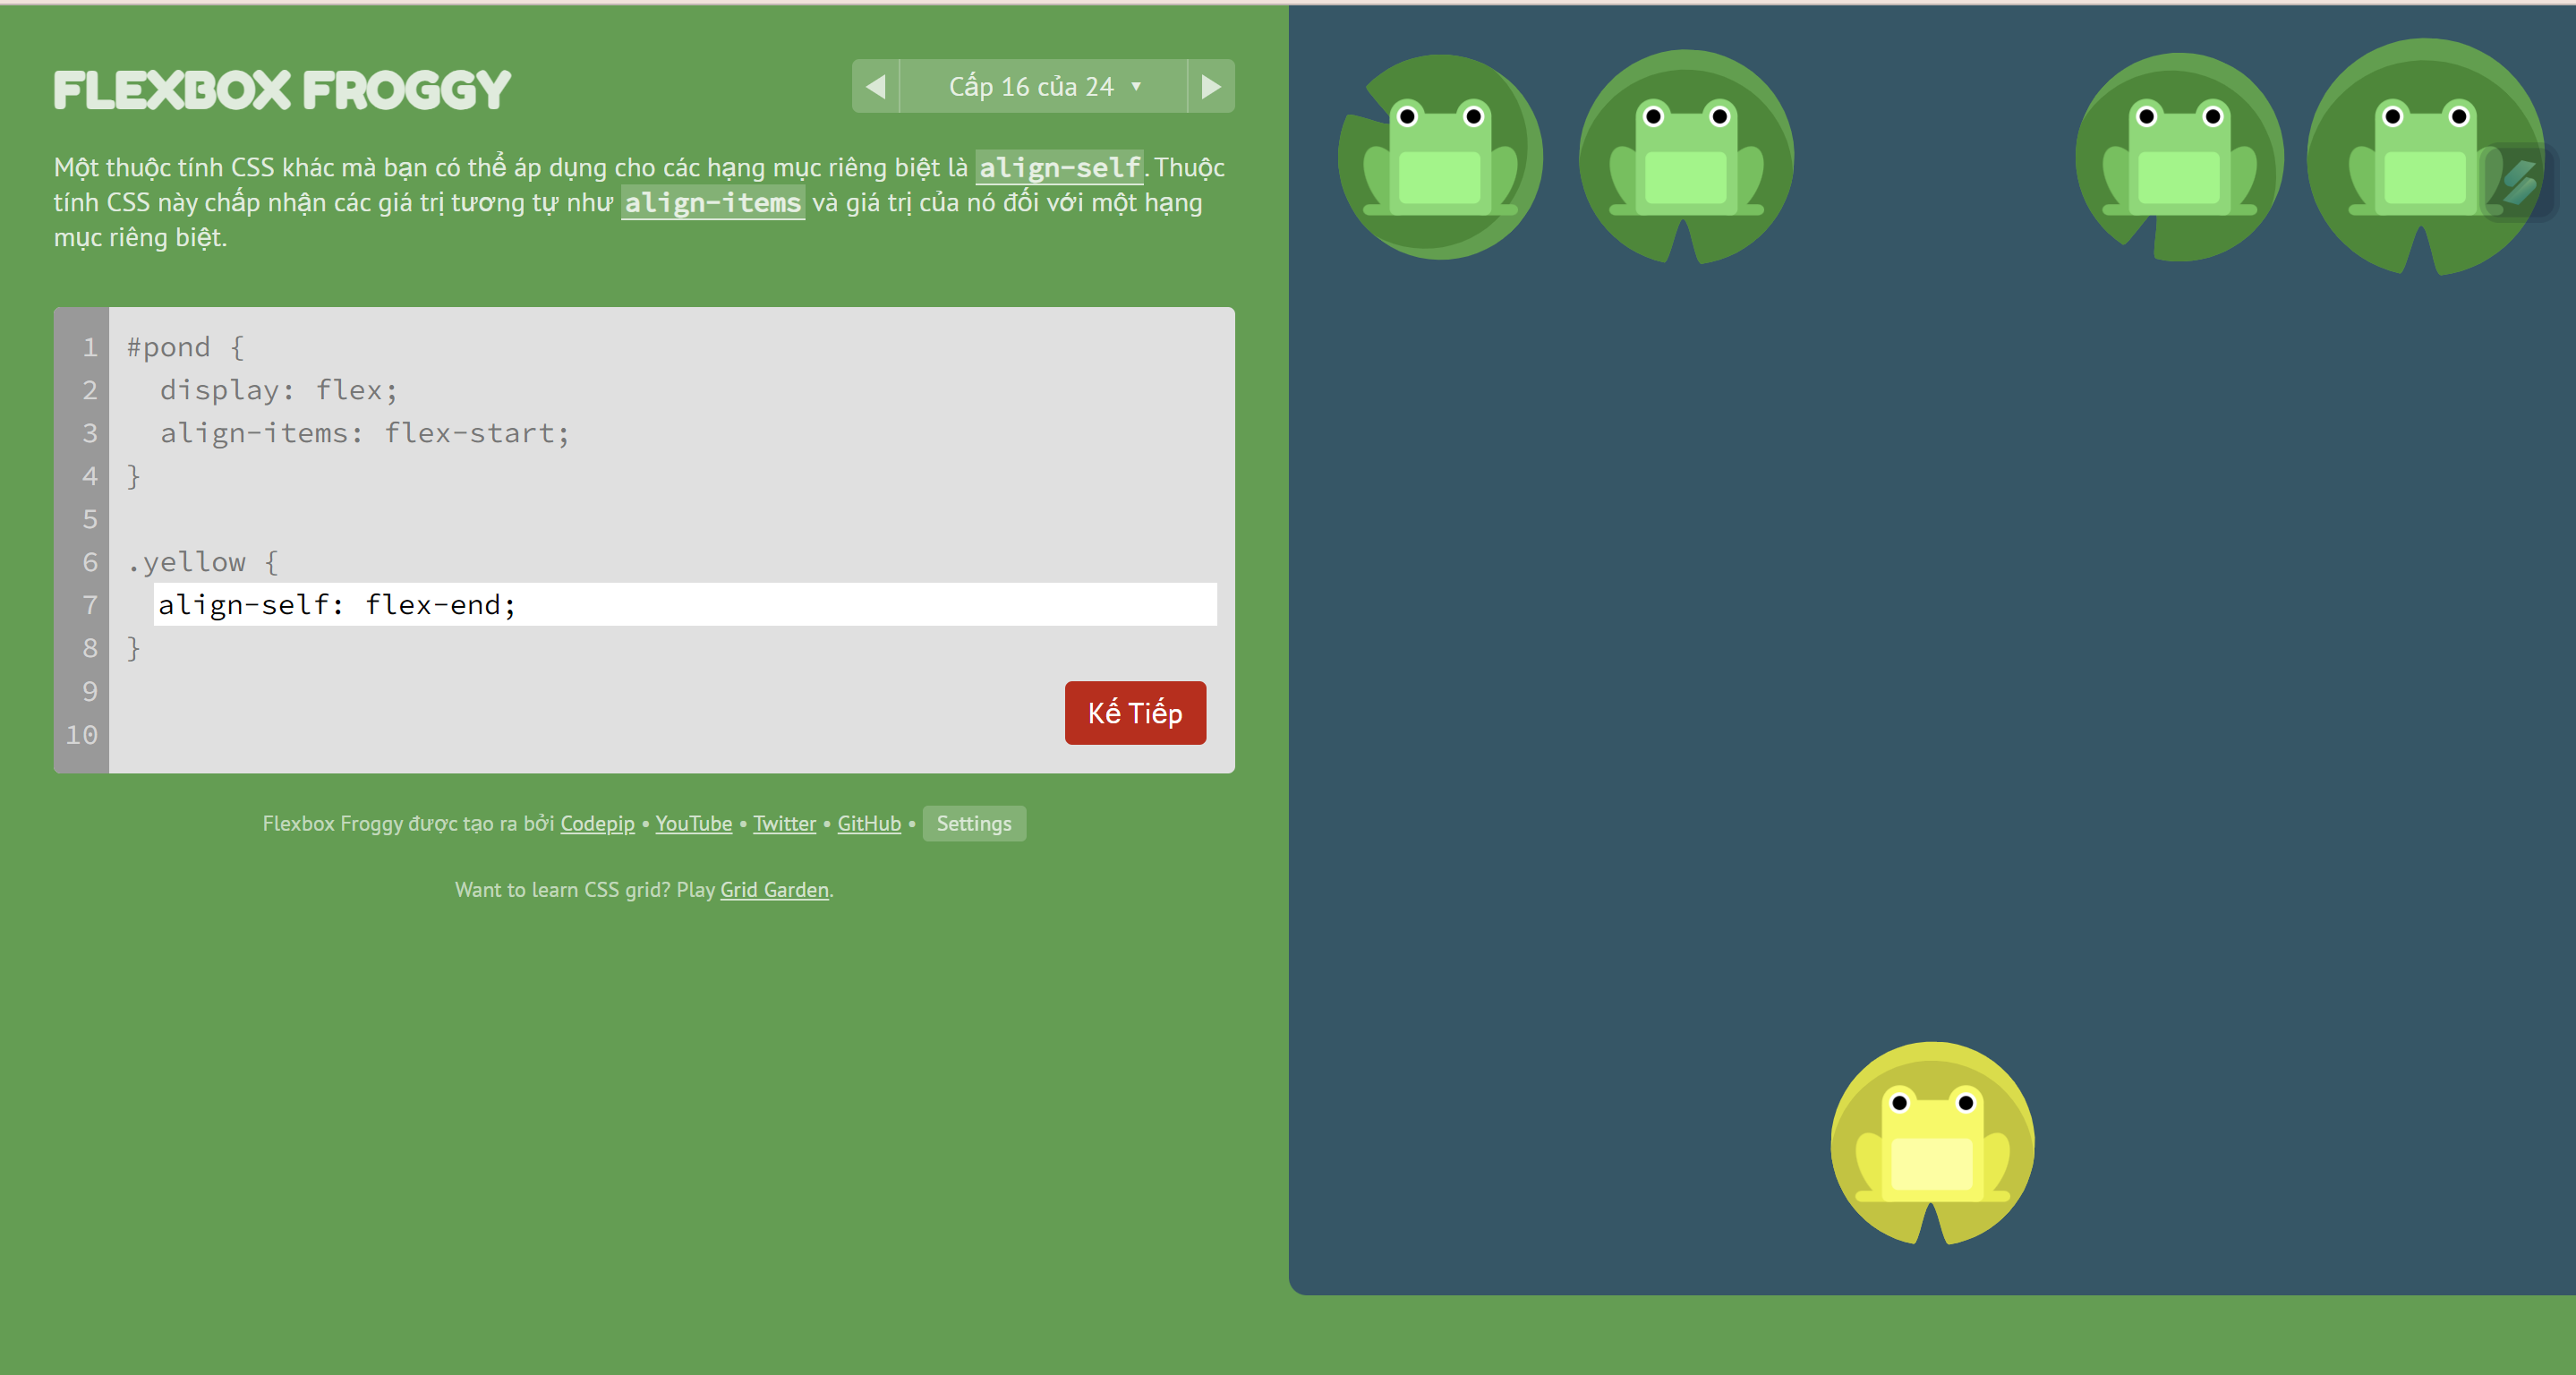 FLEXBOX FROGGY
Cấp 16 của 24 ▼
Một thuộc tính CSS khác mà bạn có thể áp dụng cho các hạng mục riêng biệt là align-self. Thuộc
tính CSS này chấp nhận các giá trị tương tự như align-items và giá trị của nó đối với một hạng
mục riêng biệt.
1 #pond {
2   display: flex;
3   align-items: flex-start;
4 }
5
6 .yellow {
7   align-self: flex-end;
8 }
9
10
Kế Tiếp
Flexbox Froggy được tạo ra bởi Codepip • YouTube • Twitter • GitHub • Settings
Want to learn CSS grid? Play Grid Garden.